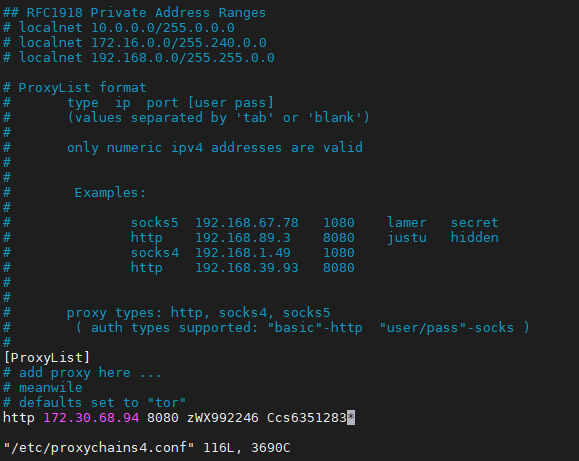 ## RFC1918 Private Address Ranges
# localnet 10.0.0.0/255.0.0.0
# localnet 172.16.0.0/255.240.0.0
# localnet 192.168.0.0/255.255.0.0
# ProxyList format
#       type  ip  port [user pass]
#       (values separated by 'tab' or 'blank')
#
#       only numeric ipv4 addresses are valid
#
#
#        Examples:
#
#               socks5  192.168.67.78   1080    lamer   secret
#               http    192.168.89.3    8080    justu   hidden
#               socks4  192.168.1.49    1080
#               http    192.168.39.93   8080
#
#
#       proxy types: http, socks4, socks5
#        ( auth types supported: "basic"-http  "user/pass"-socks )
#
[ProxyList]
# add proxy here ...
# meanwile
# defaults set to "tor"
http 172.30.68.94 8080 zWX992246 Ccs6351283*
"/etc/proxychains4.conf" 116L, 3690C